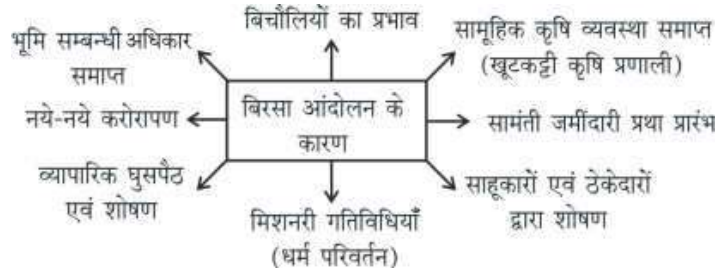 बिचौलियों का प्रभाव
भूमि सम्बन्धी अधिकार
समाप्त
सामूहिक कृषि व्यवस्था समाप्त
(खूटकट्टी कृषि प्रणाली)
नये-नये करोरापण
बिरसा आंदोलन के
कारण
सामंती जमींदारी प्रथा प्रारंभ
व्यापारिक घुसपैठ
एवं शोषण
मिशनरी गतिविधियाँ
(धर्म परिवर्तन)
साहूकारों एवं ठेकेदारों
द्वारा शोषण